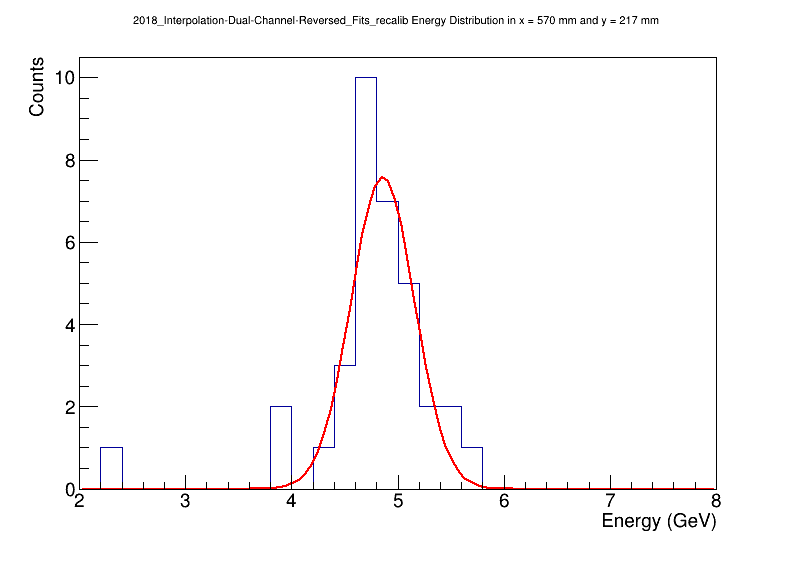 2018_Interpolation-Dual-Channel-Reversed_Fits_recalib Energy Distribution in x = 570 mm and y = 217 mm
Counts
10
8
6
4
2
0
2 3 4 5 6 7 8
Energy (GeV)